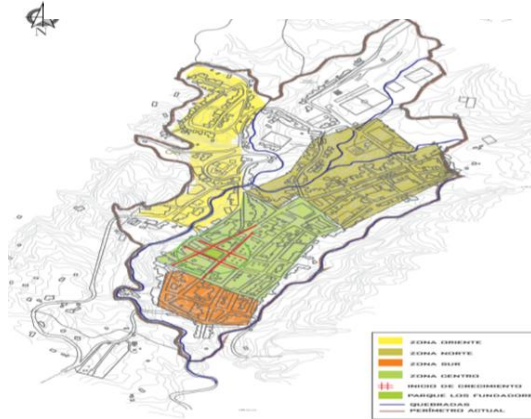 N
ZONA ORIENTE
ZONA NORTE
ZONA SUR
ZONA CENTRO
INICIO DE CRECIMIENTO
PARQUE LOS FUNDADORES
QUEBRADAS
PERÍMETRO ACTUAL